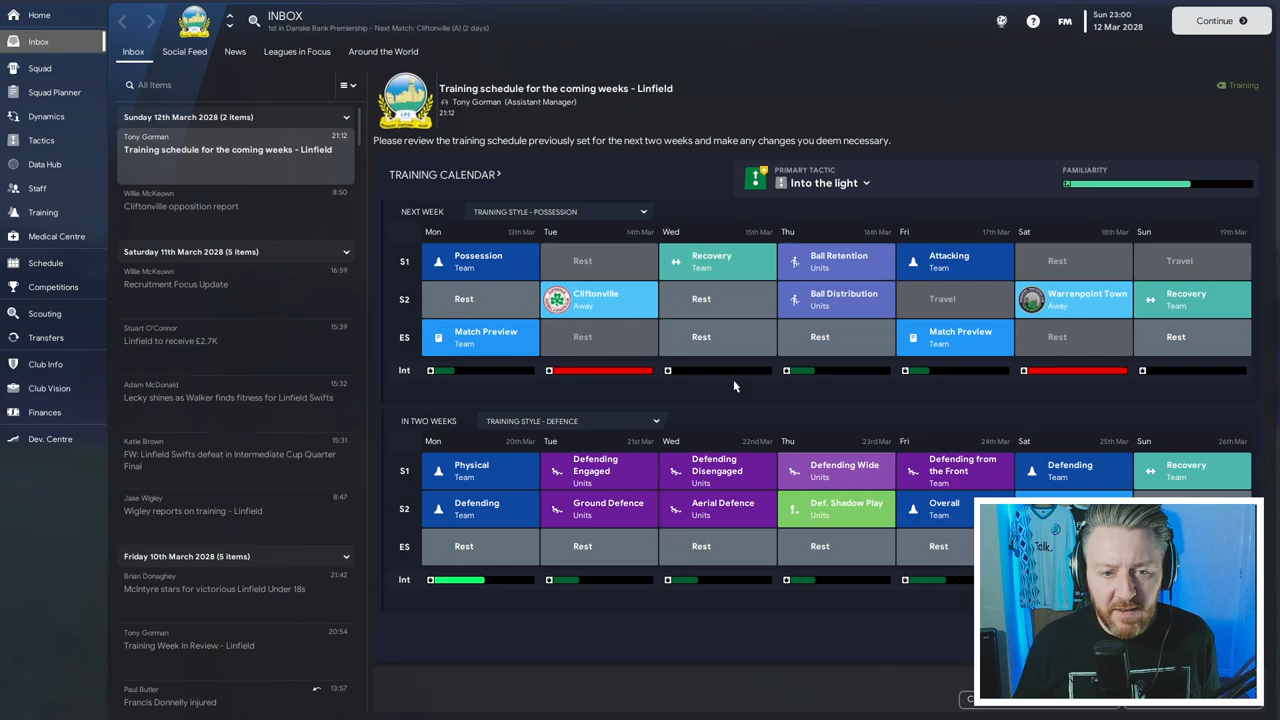 INBOX
1st in Danske Bank Premiership - Next Match: Cliftonville (A) (2 days)
FM
Sun 23:00
12 Mar 2028
Continue
Home
Inbox
Squad
Squad Planner
Dynamics
Tactics
Data Hub
Staff
Training
Medical Centre
Schedule
Competitions
Scouting
Transfers
Club Info
Club Vision
Finances
Dev. Centre
Inbox Social Feed News Leagues in Focus Around the World
All Items
Sunday 12th March 2028 (2 items)
Tony Gorman 21:12
Training schedule for the coming weeks - Linfield
Willie McKeown 8:50
Cliftonville opposition report
Saturday 11th March 2028 (5 items)
Willie McKeown 16:59
Recruitment Focus Update
Stuart O'Connor 15:39
Linfield to receive £2.7K
Adam McDonald 15:32
Lecky shines as Walker finds fitness for Linfield Swifts
Katie Brown 15:31
FW: Linfield Swifts defeat in Intermediate Cup Quarter
Final
Jake Wigley 8:47
Wigley reports on training - Linfield
Friday 10th March 2028 (5 items)
Brian Donaghey 21:42
McIntyre stars for victorious Linfield Under 18s
Tony Gorman 20:54
Training Week In Review - Linfield
Paul Butler 13:57
Francis Donnelly injured
Training schedule for the coming weeks - Linfield
Tony Gorman (Assistant Manager)
21:12
Training
Please review the training schedule previously set for the next two weeks and make any changes you deem necessary.
TRAINING CALENDAR
PRIMARY TACTIC
Into the light
FAMILIARITY
NEXT WEEK TRAINING STYLE - POSSESSION
Mon 13th Mar Tue 14th Mar Wed 15th Mar Thu 16th Mar Fri 17th Mar Sat 18th Mar Sun 19th Mar
S1 Possession Team Rest Recovery Team Ball Retention Units Attacking Team Rest Travel
S2 Rest Cliftonville Away Rest Ball Distribution Units Travel Warrenpoint Town Away Recovery Team
ES Match Preview Team Rest Rest Rest Match Preview Team Rest Rest
Int
IN TWO WEEKS TRAINING STYLE - DEFENCE
Mon 20th Mar Tue 21st Mar Wed 22nd Mar Thu 23rd Mar Fri 24th Mar Sat 25th Mar Sun 26th Mar
S1 Physical Team Defending Engaged Units Defending Disengaged Units Defending Wide Units Defending from the Front Team Defending Team Recovery Team
S2 Defending Team Ground Defence Units Aerial Defence Units Def. Shadow Play Units Overall Team
ES Rest Rest Rest Rest Rest
Int
Talk.